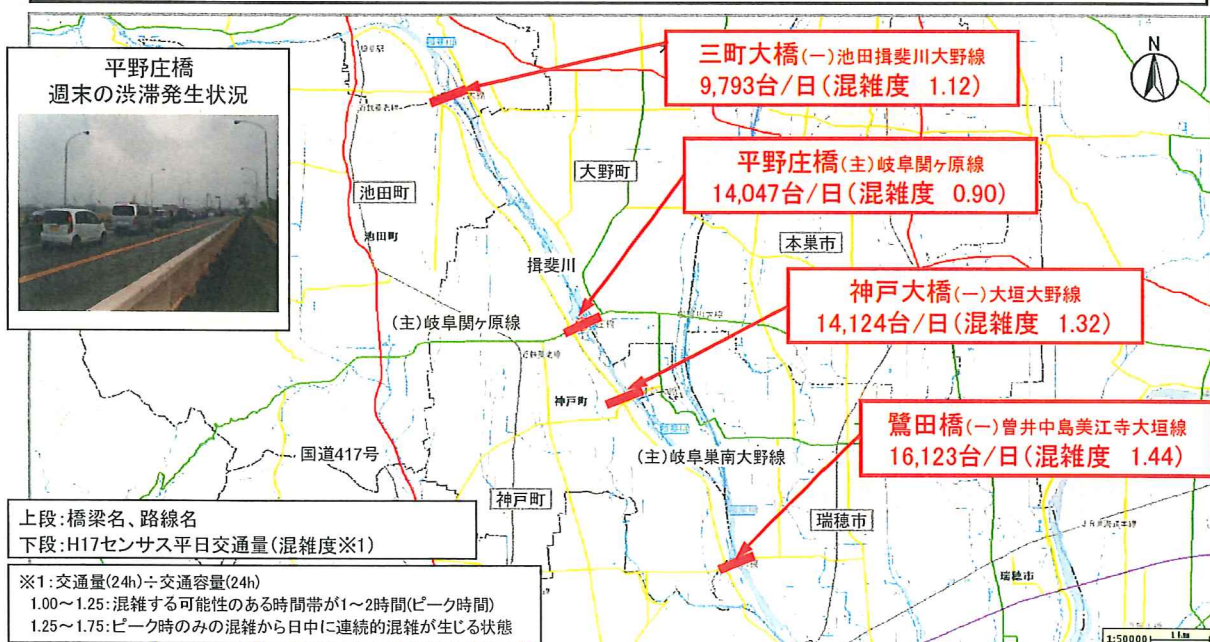 平野庄橋
週末の渋滞発生状況
三町大橋(一)池田揖斐川大野線
9,793台/日(混雑度 1.12)
N
平野庄橋(主)岐阜関ヶ原線
14,047台/日(混雑度 0.90)
大野町
池田町
池田町
本巣市
揖斐川
神戸大橋(一)大垣大野線
14,124台/日(混雑度 1.32)
(主)岐阜関ヶ原線
神戸町
鷺田橋(一)曽井中島美江寺大垣線
16,123台/日(混雑度 1.44)
国道417号
(主)岐阜巣南大野線
神戸町
瑞穂市
瑞穂市
上段:橋梁名、路線名
下段:H17センサス平日交通量(混雑度※1)
※1:交通量(24h)÷交通容量(24h)
1.00～1.25:混雑する可能性のある時間帯が1～2時間(ピーク時間)
1.25～1.75:ピーク時のみの混雑から日中に連続的混雑が生じる状態
1:50000
1km